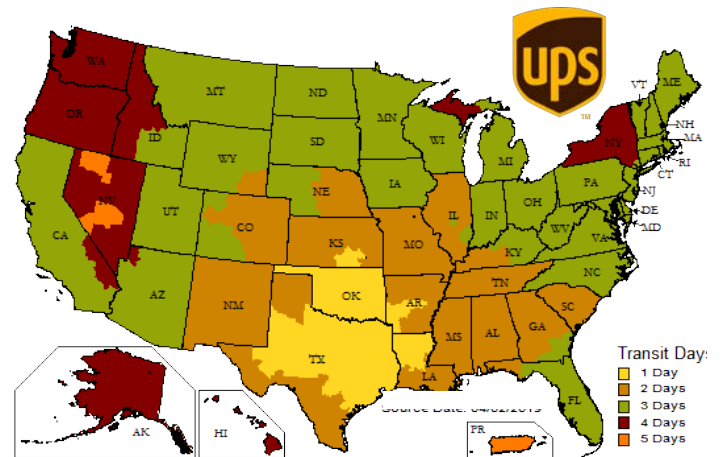 ups
TM
WA
OR
ID
MT
WY
NV
UT
CA
AZ
ND
SD
NE
CO
NM
KS
OK
TX
MN
IA
MO
AR
LA
WI
IL
MI
IN
OH
KY
TN
MS
AL
GA
SC
NC
VA
WV
PA
NY
VT
ME
NH
MA
RI
CT
NJ
DE
MD
FL
AK
HI
PR
Transit Days
1 Day
2 Days
3 Days
4 Days
5 Days
Source Date: 04/02/2019